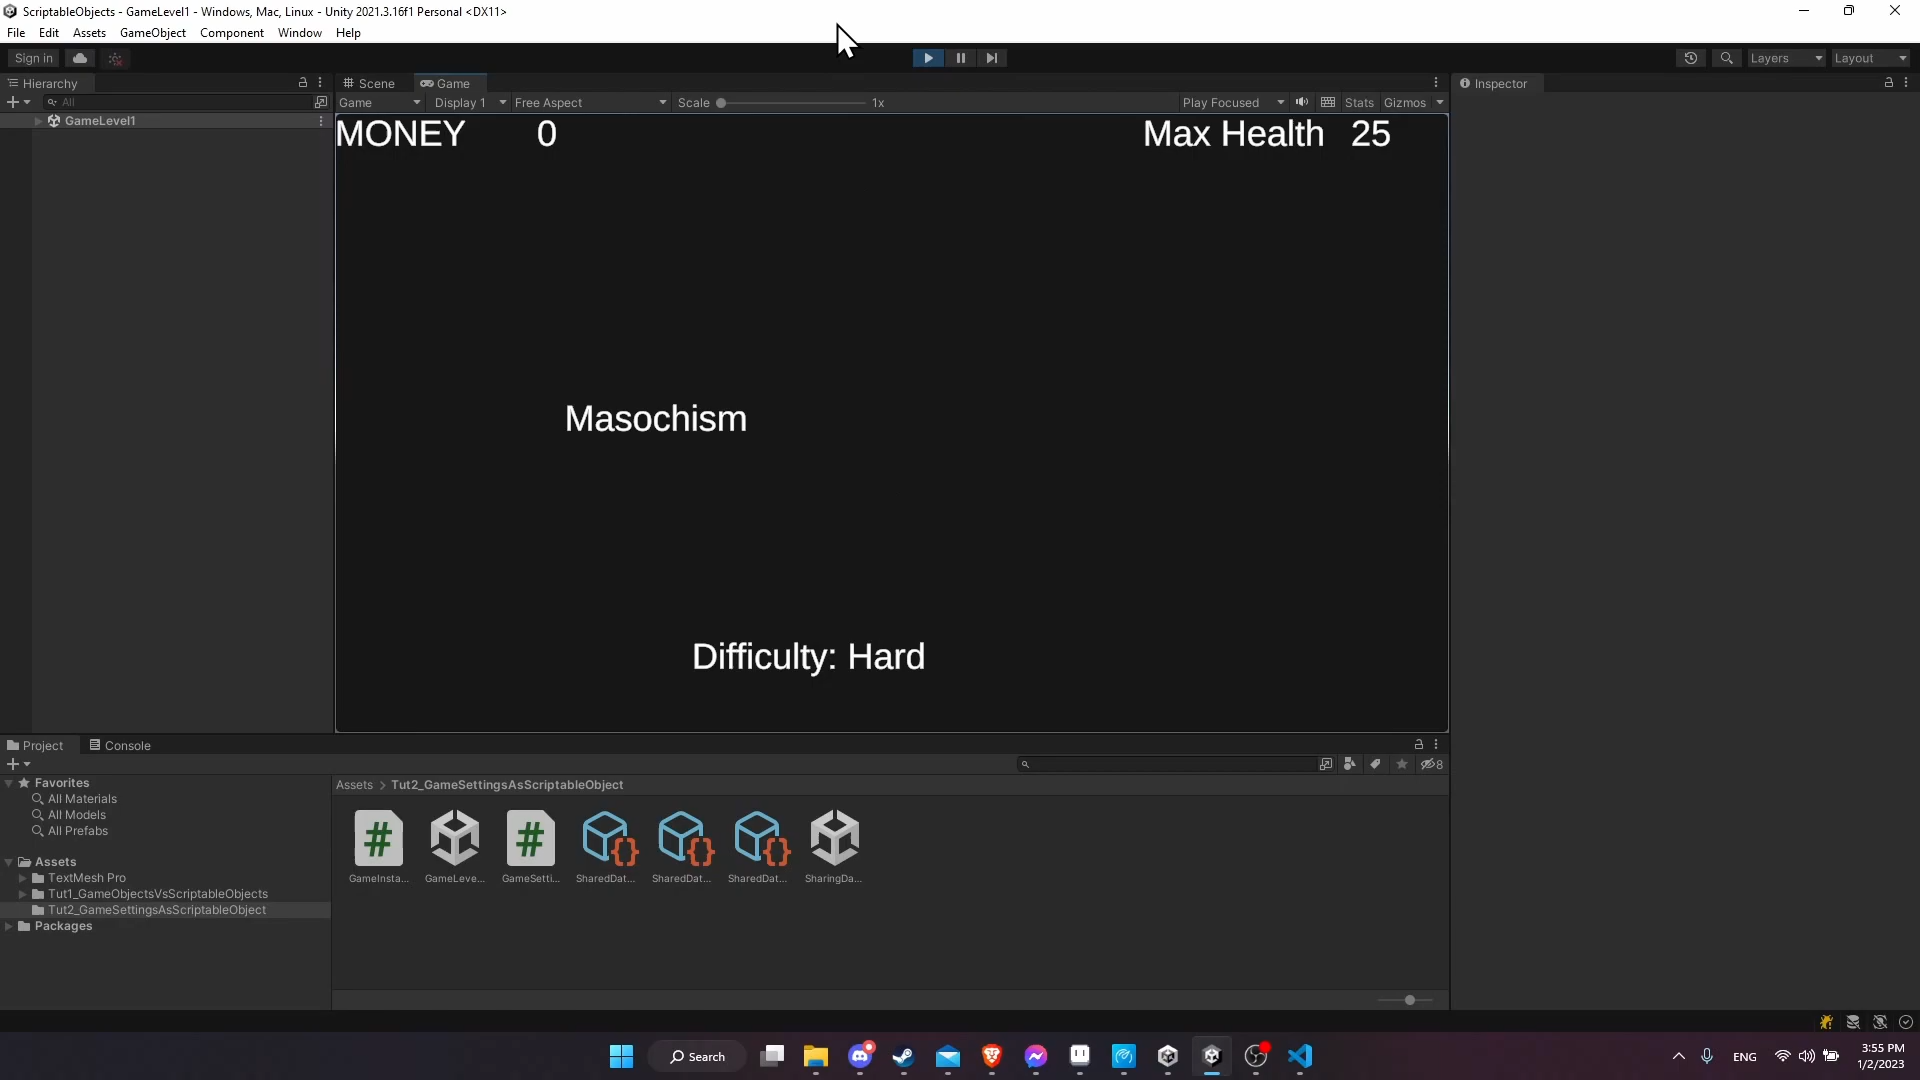 ScriptableObjects - GameLevel1 - Windows, Mac, Linux - Unity 2021.3.16f1 Personal <DX11>
File Edit Assets GameObject Component Window Help
Sign in
Layers Layout
Hierarchy
Scene Game
Inspector
All
Game Display 1 Free Aspect Scale 1x Play Focused Stats Gizmos
GameLevel1
MONEY 0 Max Health 25
Masochism
Difficulty: Hard
Project Console
8
Favorites
All Materials
All Models
All Prefabs
Assets
TextMesh Pro
Tut1_GameObjectsVsScriptableObjects
Tut2_GameSettingsAsScriptableObject
Packages
Assets > Tut2_GameSettingsAsScriptableObject
GameInsta... GameLeve... GameSetti... SharedDat... SharedDat... SharedDat... SharingDa...
Search
ENG
3:55 PM
1/2/2023